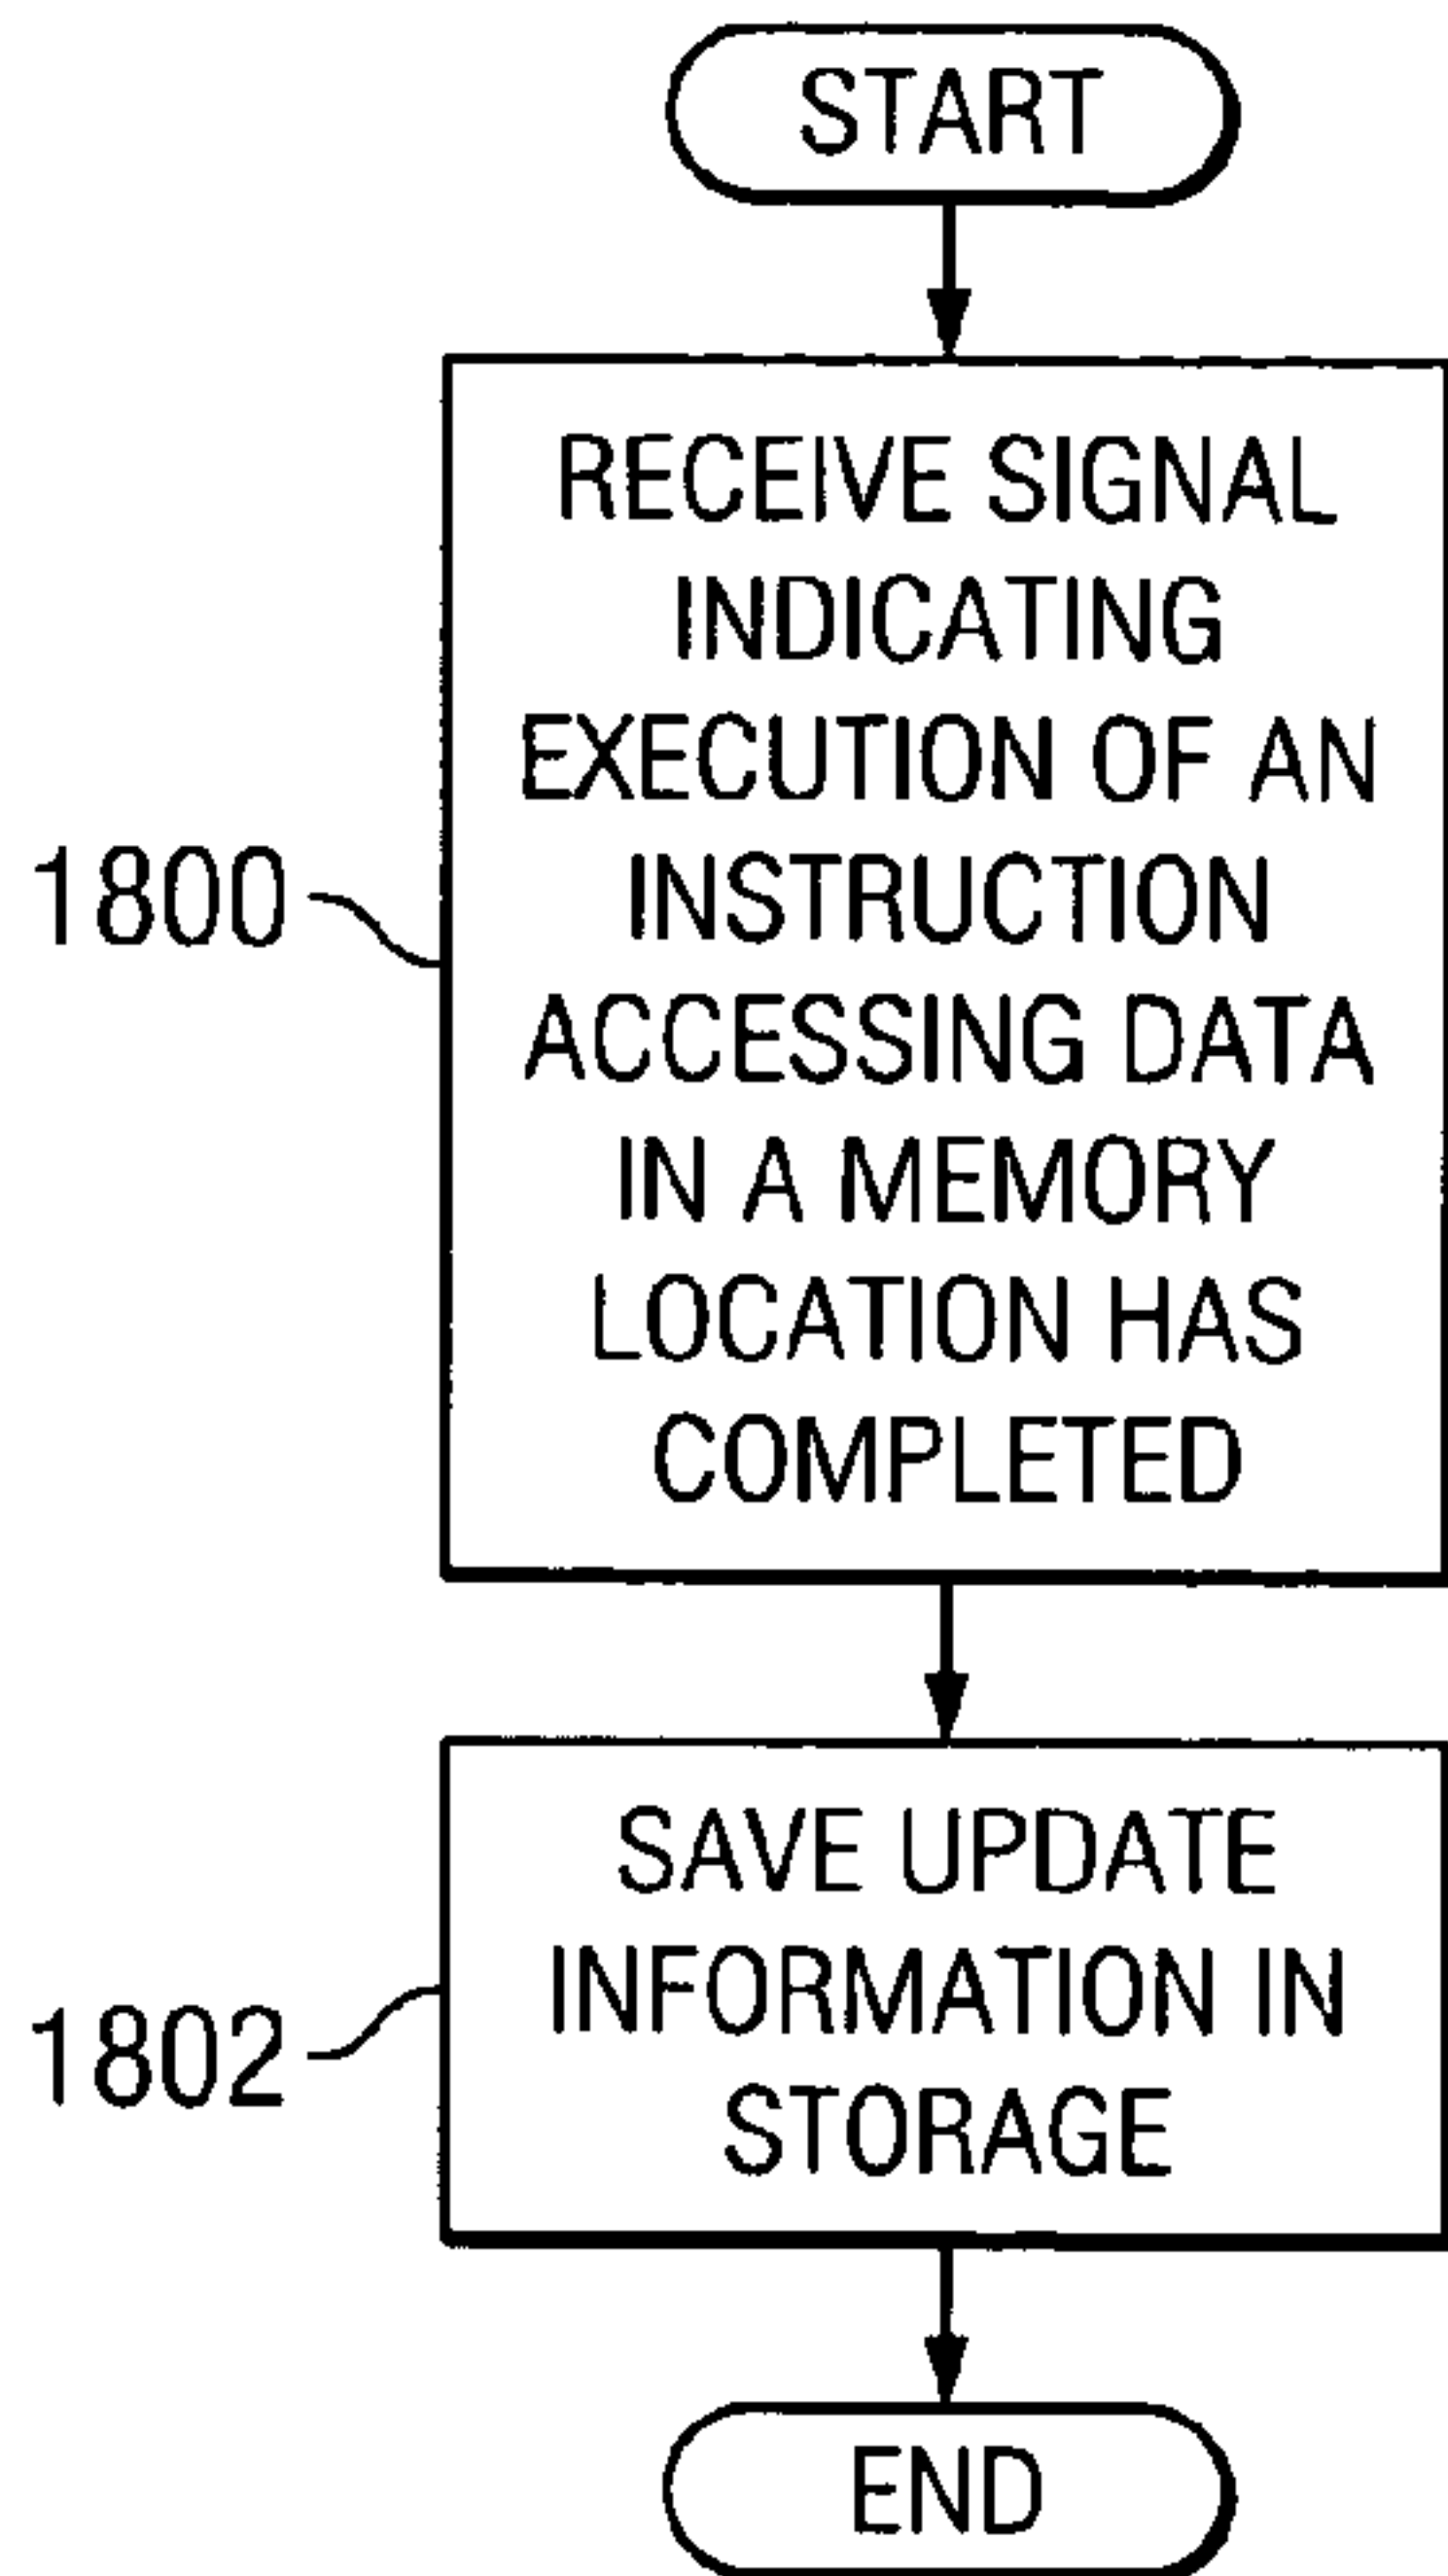 START
RECEIVE SIGNAL
INDICATING
EXECUTION OF AN
INSTRUCTION
ACCESSING DATA
IN A MEMORY
LOCATION HAS
COMPLETED
1800
SAVE UPDATE
INFORMATION IN
STORAGE
1802
END